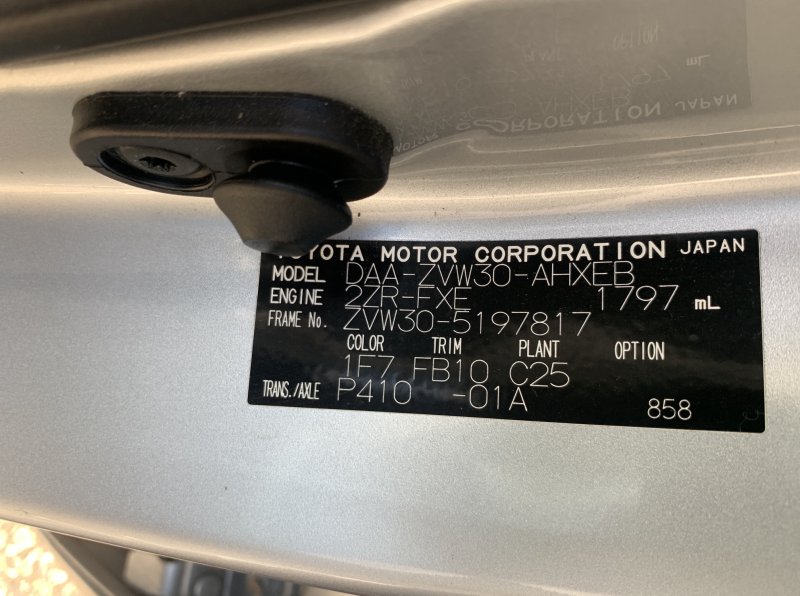 TOYOTA MOTOR CORPORATION JAPAN
MODEL DAA-ZVW30-AHXEB
ENGINE 2ZR-FXE 1797 mL
FRAME No. ZVW30-5197817
COLOR TRIM PLANT OPTION
1F7 FB10 C25
TRANS./AXLE P410 -01A
858